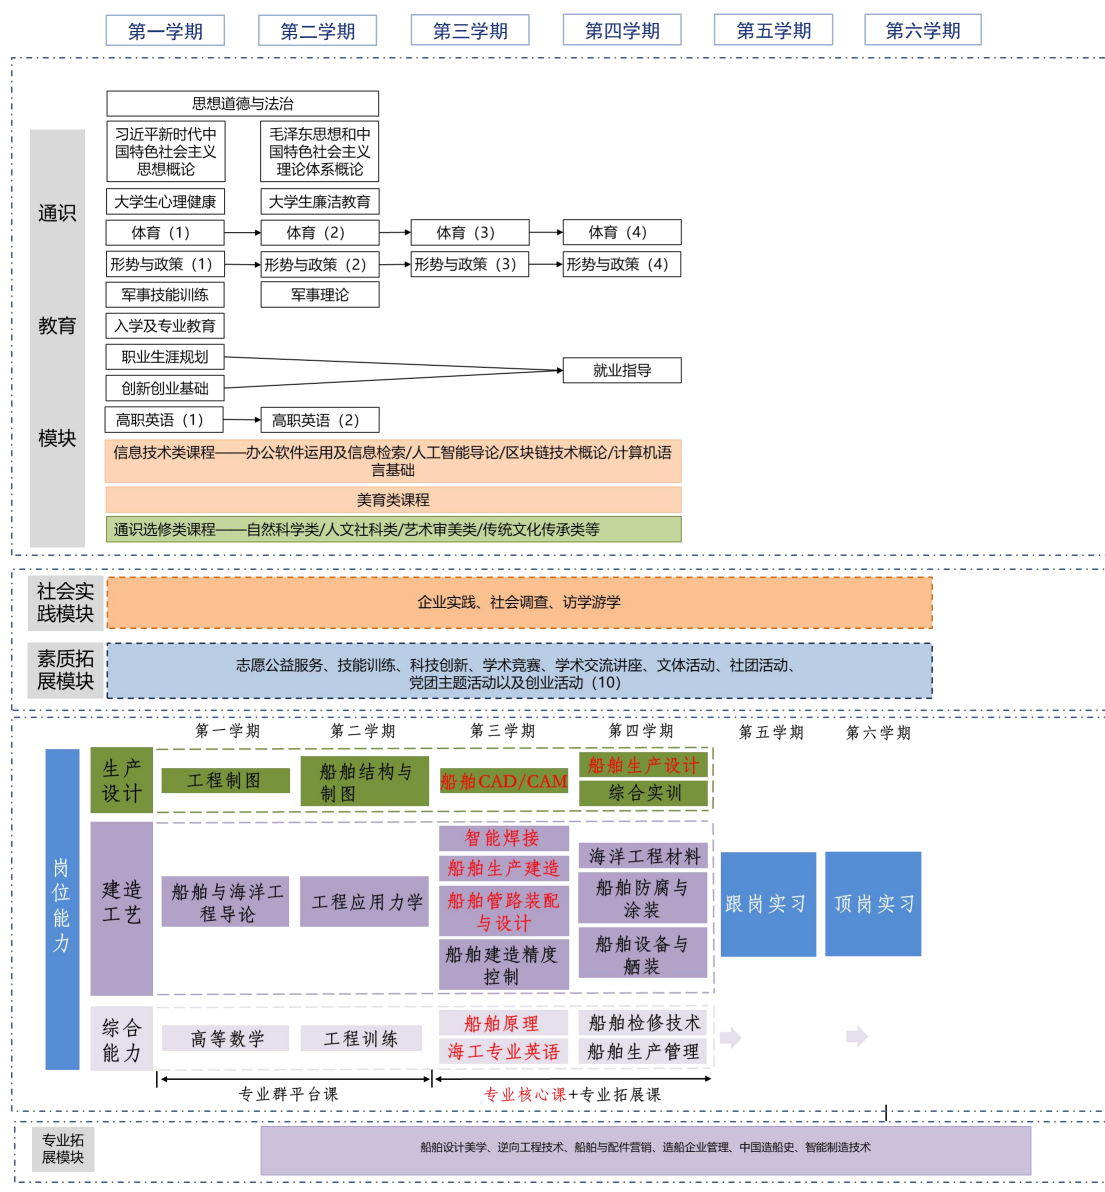 第一学期
第二学期
第三学期
第四学期
第五学期
第六学期
通识
教育
模块
思想道德与法治
习近平新时代中
国特色社会主义
思想概论
毛泽东思想和中
国特色社会主义
理论体系概论
大学生心理健康
大学生廉洁教育
体育（1）
体育（2）
体育（3）
体育（4）
形势与政策（1）
形势与政策（2）
形势与政策（3）
形势与政策（4）
军事技能训练
军事理论
入学及专业教育
职业生涯规划
就业指导
创新创业基础
高职英语（1）
高职英语（2）
信息技术类课程——办公软件运用及信息检索/人工智能导论/区块链技术概论/计算机语
言基础
美育类课程
通识选修类课程——自然科学类/人文社科类/艺术审美类/传统文化传承类等
社会实
践模块
企业实践、社会调查、访学游学
素质拓
展模块
志愿公益服务、技能训练、科技创新、学术竞赛、学术交流讲座、文体活动、社团活动、
党团主题活动以及创业活动（10）
第一学期
第二学期
第三学期
第四学期
第五学期
第六学期
岗位能力
生产
设计
工程制图
船舶结构与
制图
船舶CAD/CAM
船舶生产设计
综合实训
建造
工艺
船舶与海洋工
程导论
工程应用力学
智能焊接
船舶生产建造
船舶管路装配
与设计
船舶建造精度
控制
海洋工程材料
船舶防腐与
涂装
船舶设备与
舾装
跟岗实习
顶岗实习
综合
能力
高等数学
工程训练
船舶原理
海工专业英语
船舶检修技术
船舶生产管理
专业群平台课
专业核心课+专业拓展课
专业拓
展模块
船舶设计美学、逆向工程技术、船舶与配件营销、造船企业管理、中国造船史、智能制造技术